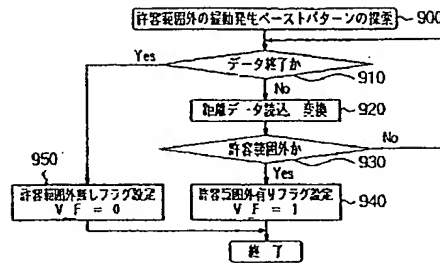 許容範囲外の振動発生ペーストパターンの探索
900
Yes
データ終了か
910
No
距離データ読込 変換
920
許容範囲外か
No
930
950
Yes
許容範囲外無しフラグ設定
VF = 0
許容範囲外有りフラグ設定
VF = 1
940
終了